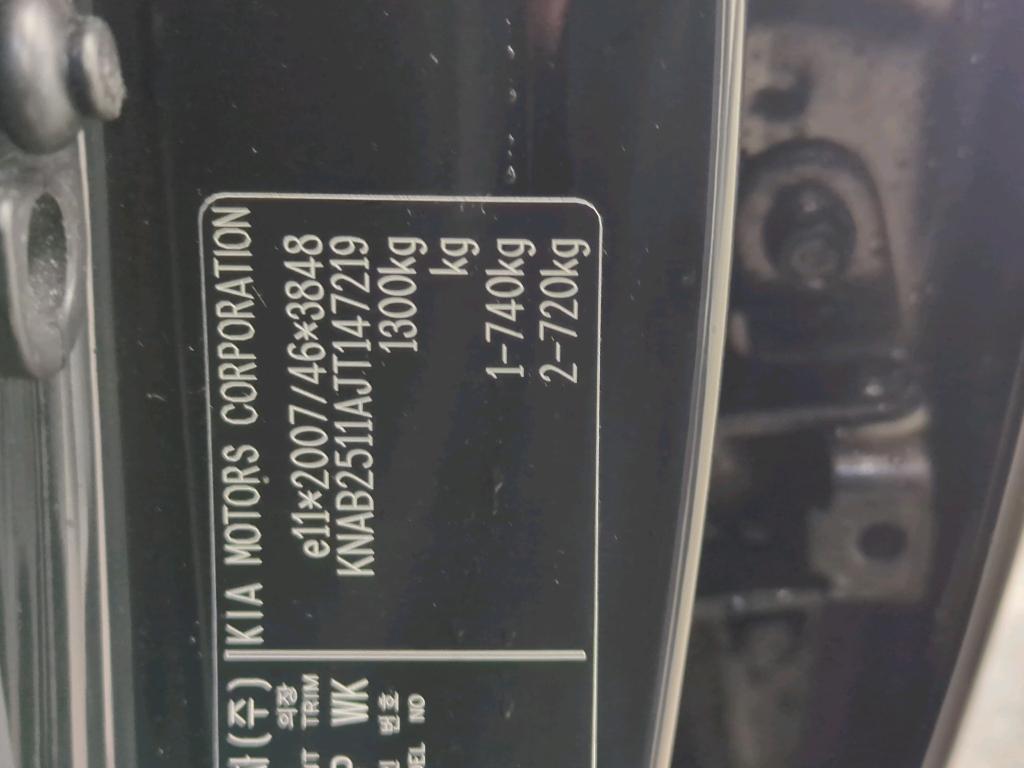 (주)
의장
TRIM
WK
번호
NO
KIA MOTORS CORPORATION
e11*2007/46*3848
KNAB2511AJT147219
1300kg
kg
1-740kg
2-720kg